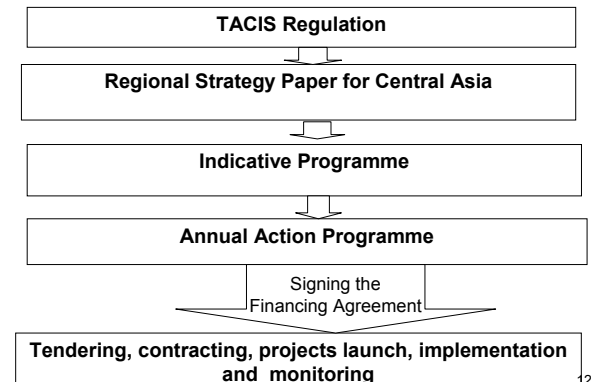 TACIS Regulation
Regional Strategy Paper for Central Asia
Indicative Programme
Annual Action Programme
Signing the
Financing Agreement
Tendering, contracting, projects launch, implementation
and monitoring
12